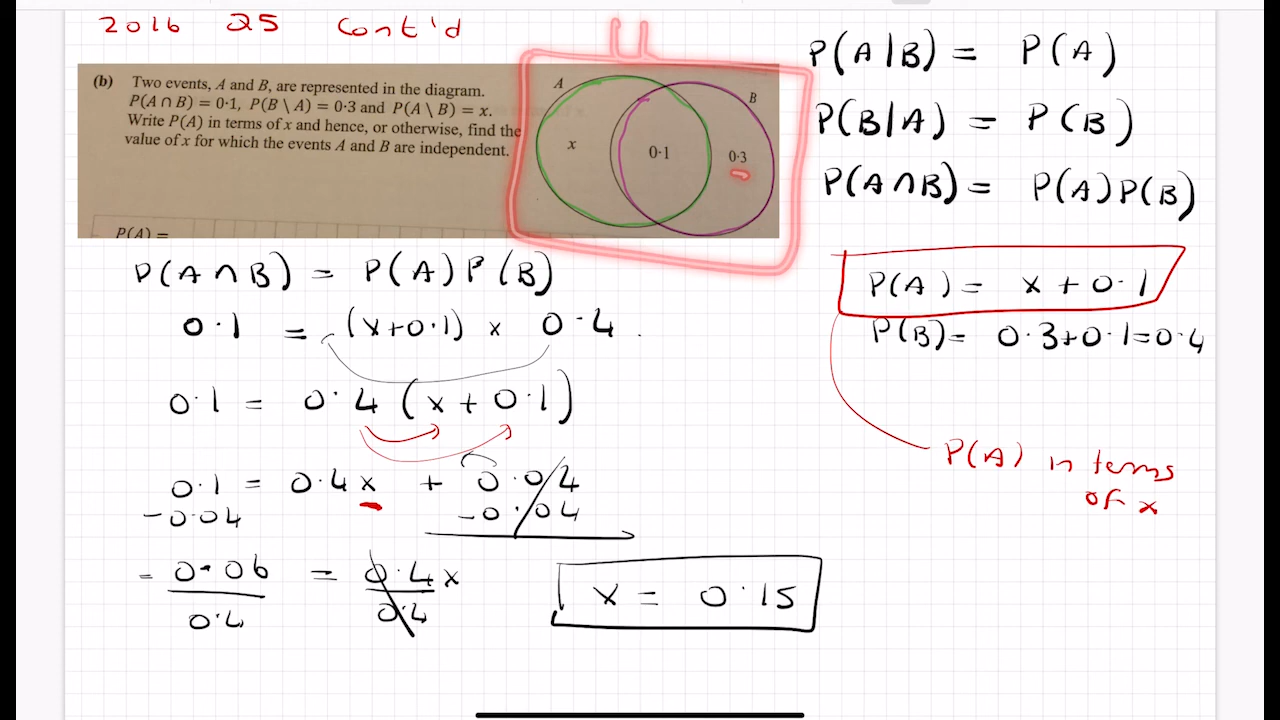 2016 Q5 Cont'd
(b) Two events, A and B, are represented in the diagram.
P(A ∩ B) = 0·1, P(B \ A) = 0·3 and P(A \ B) = x.
Write P(A) in terms of x and hence, or otherwise, find the
value of x for which the events A and B are independent.
P(A) =
U
A
B
x
0·1
0·3
P(A|B) = P(A)
P(B|A) = P(B)
P(A∩B) = P(A)P(B)
P(A∩B) = P(A)P(B)
0·1 = (x+0·1) × 0·4
0·1 = 0·4 (x + 0·1)
0·1 = 0·4x + 0·04
-0·04 -0·04
= 0·06 = 0·4x
0·4 0·4
x = 0·15
P(A) = x + 0·1
P(B) = 0·3+0·1=0·4
P(A) in terms
of x